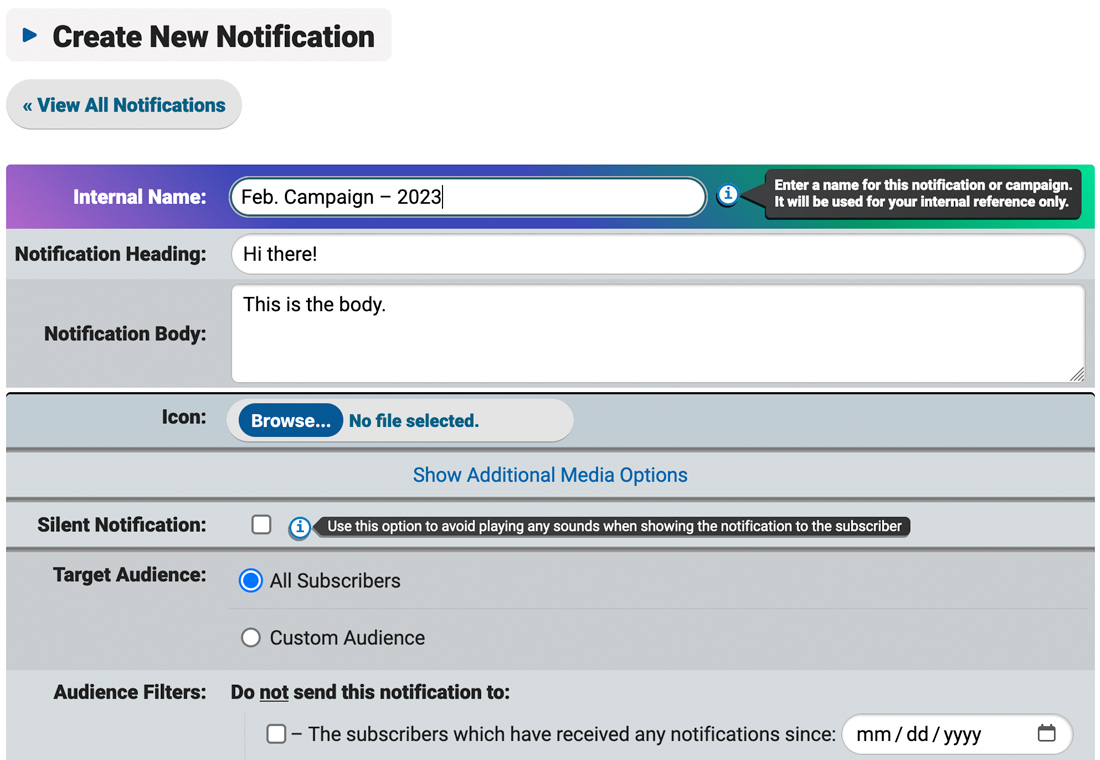 Create New Notification
« View All Notifications
Internal Name: Feb. Campaign – 2023
Enter a name for this notification or campaign.
It will be used for your internal reference only.
Notification Heading: Hi there!
Notification Body: This is the body.
Icon: Browse... No file selected.
Show Additional Media Options
Silent Notification: Use this option to avoid playing any sounds when showing the notification to the subscriber
Target Audience: All Subscribers
Custom Audience
Audience Filters: Do not send this notification to:
– The subscribers which have received any notifications since: mm / dd / yyyy